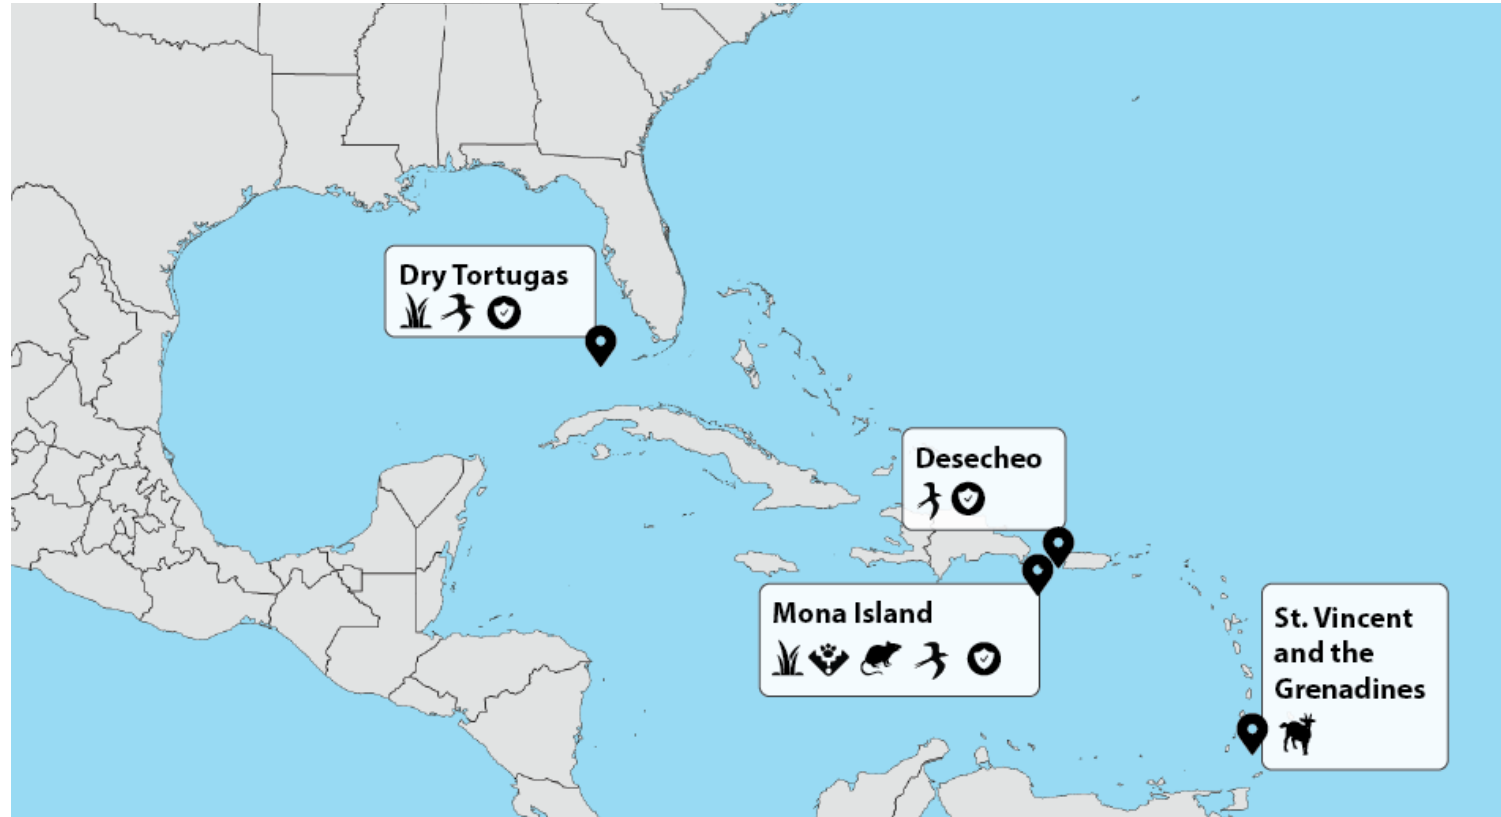 Dry Tortugas
Desecheo
Mona Island
St. Vincent
and the
Grenadines